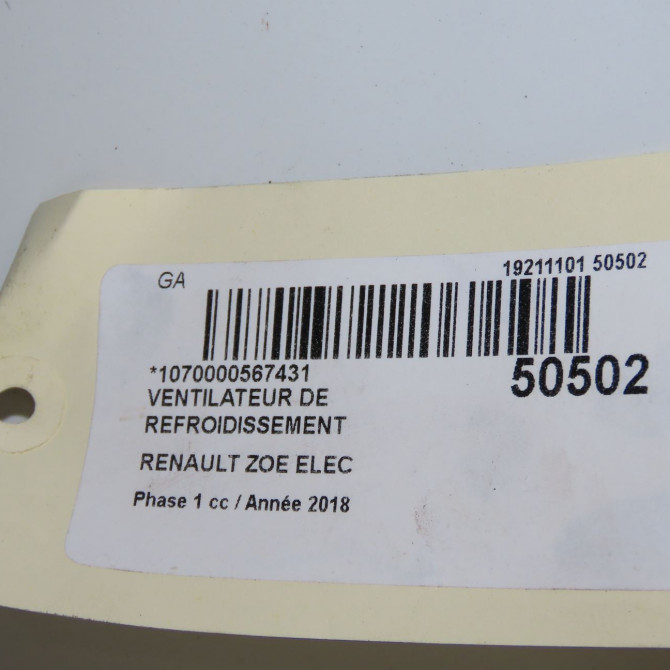 GA
19211101 50502
*1070000567431
50502
VENTILATEUR DE
REFROIDISSEMENT
RENAULT ZOE ELEC
Phase 1 cc / Année 2018